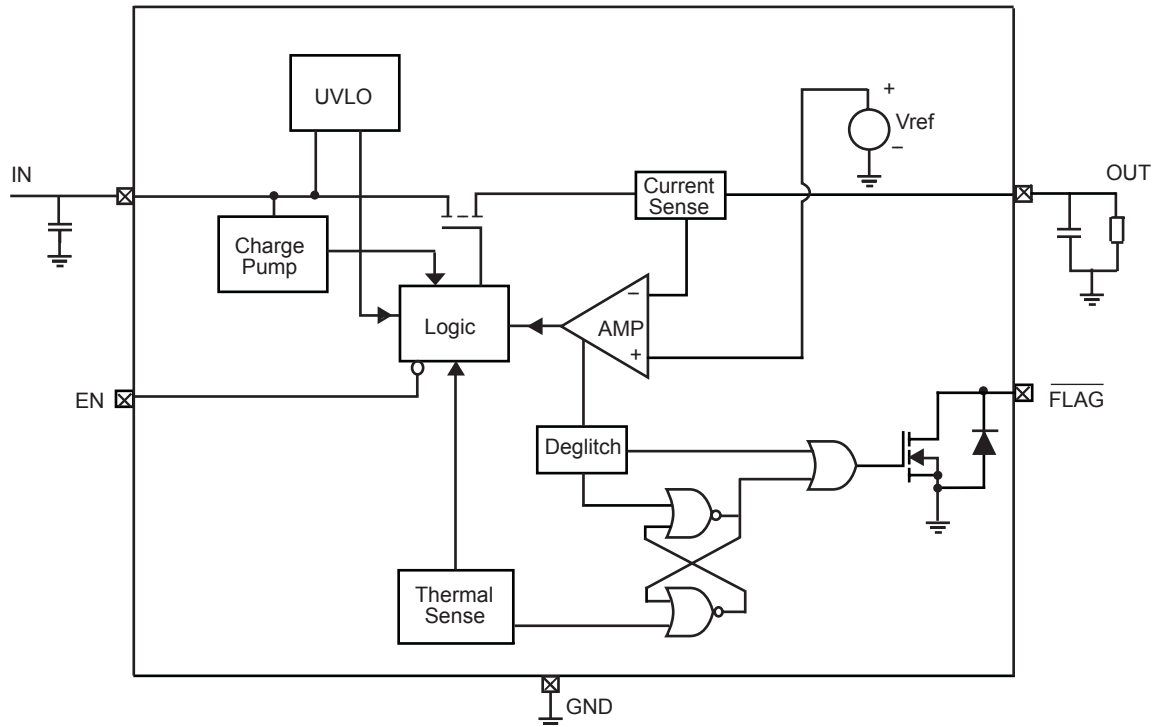 UVLO
+
Vref
−
IN
OUT
Current
Sense
Charge
Pump
−
AMP
+
Logic
EN
FLAG
Deglitch
Thermal
Sense
GND